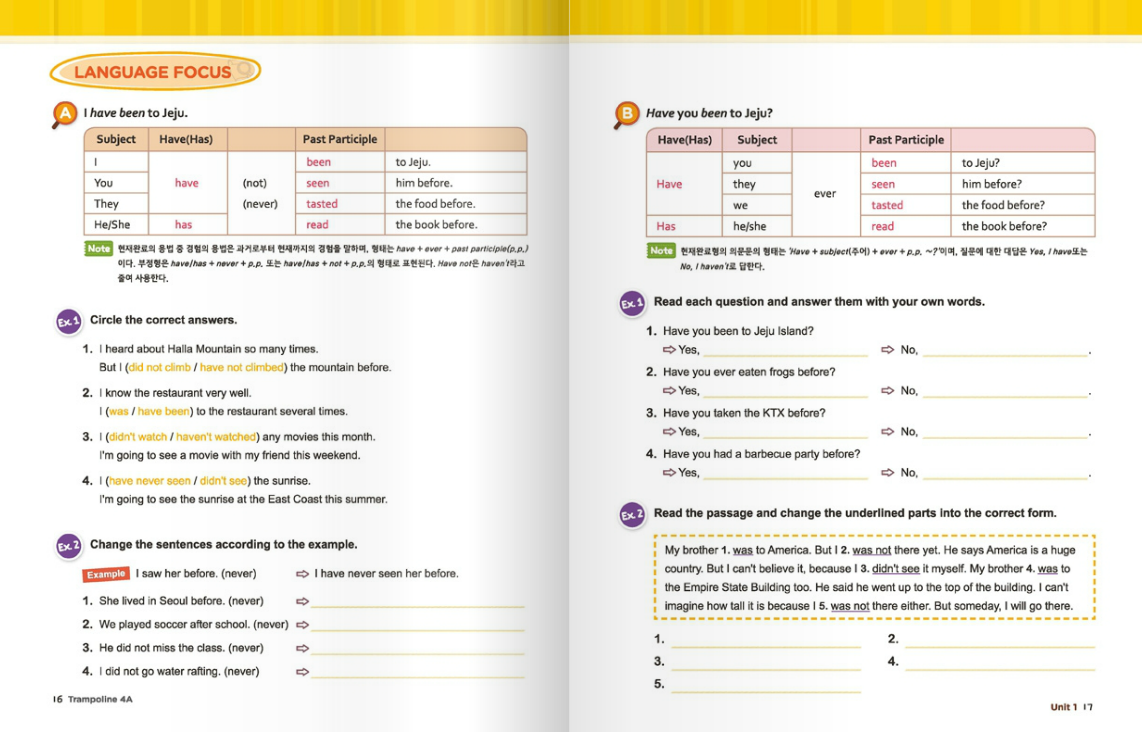 LANGUAGE FOCUS
A I have been to Jeju.
Subject Have(Has) Past Participle
I been to Jeju.
You have (not) seen him before.
They (never) tasted the food before.
He/She has read the book before.
Note 현재완료의 용법 중 경험의 용법은 과거로부터 현재까지의 경험을 말하며, 형태는 have + ever + past participle(p.p.)
이다. 부정형은 have/has + never + p.p. 또는 have/has + not + p.p.의 형태로 표현된다. Have not은 haven't라고
줄여 사용한다.
Ex.1 Circle the correct answers.
1. I heard about Halla Mountain so many times.
But I (did not climb / have not climbed) the mountain before.
2. I know the restaurant very well.
I (was / have been) to the restaurant several times.
3. I (didn't watch / haven't watched) any movies this month.
I'm going to see a movie with my friend this weekend.
4. I (have never seen / didn't see) the sunrise.
I'm going to see the sunrise at the East Coast this summer.
Ex.2 Change the sentences according to the example.
Example I saw her before. (never) ⇨ I have never seen her before.
1. She lived in Seoul before. (never) ⇨
2. We played soccer after school. (never) ⇨
3. He did not miss the class. (never) ⇨
4. I did not go water rafting. (never) ⇨
16 Trampoline 4A
B Have you been to Jeju?
Have(Has) Subject Past Participle
you been to Jeju?
Have they ever seen him before?
we tasted the food before?
Has he/she read the book before?
Note 현재완료형의 의문문의 형태는 'Have + subject(주어) + ever + p.p. ~?'이며, 질문에 대한 대답은 Yes, I have또는
No, I haven't로 답한다.
Ex.1 Read each question and answer them with your own words.
1. Have you been to Jeju Island?
⇨ Yes, ⇨ No, .
2. Have you ever eaten frogs before?
⇨ Yes, ⇨ No, .
3. Have you taken the KTX before?
⇨ Yes, ⇨ No, .
4. Have you had a barbecue party before?
⇨ Yes, ⇨ No, .
Ex.2 Read the passage and change the underlined parts into the correct form.
My brother 1. was to America. But I 2. was not there yet. He says America is a huge
country. But I can't believe it, because I 3. didn't see it myself. My brother 4. was to
the Empire State Building too. He said he went up to the top of the building. I can't
imagine how tall it is because I 5. was not there either. But someday, I will go there.
1. 2.
3. 4.
5.
Unit 1 17